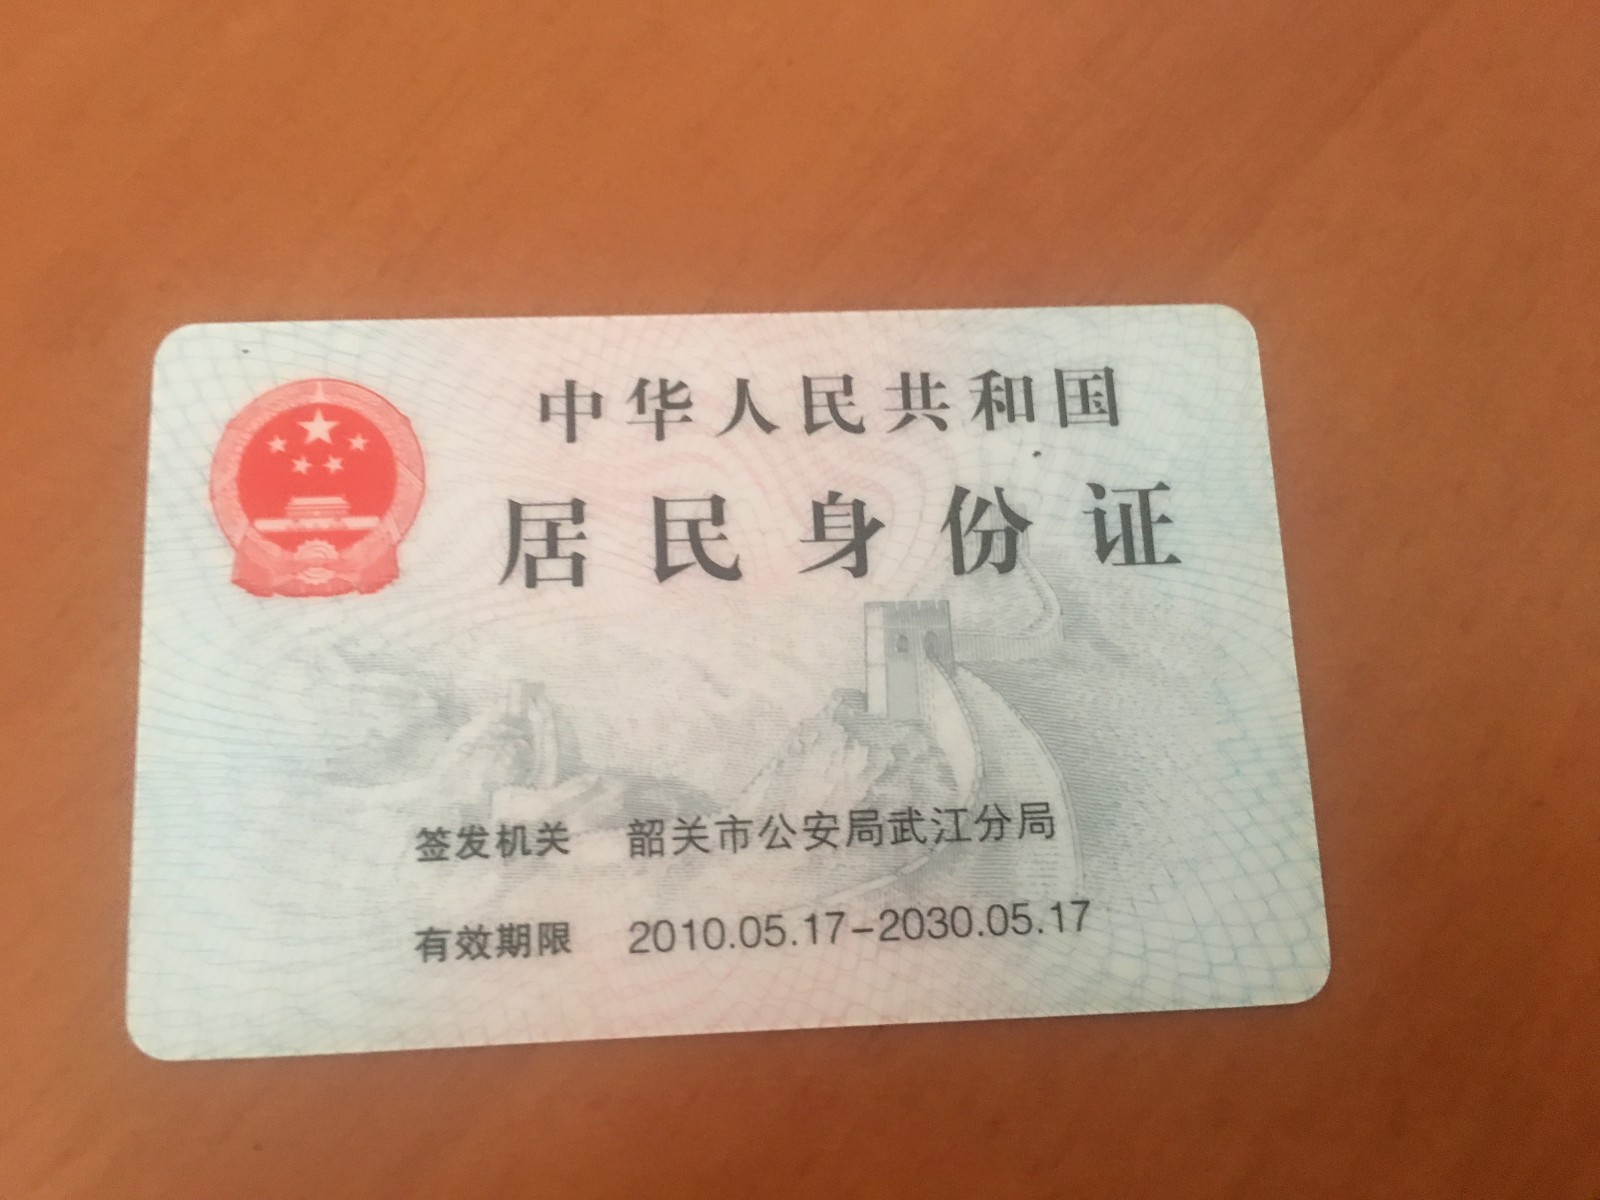 中华人民共和国
居民身份证
签发机关 韶关市公安局武江分局
有效期限 2010.05.17-2030.05.17